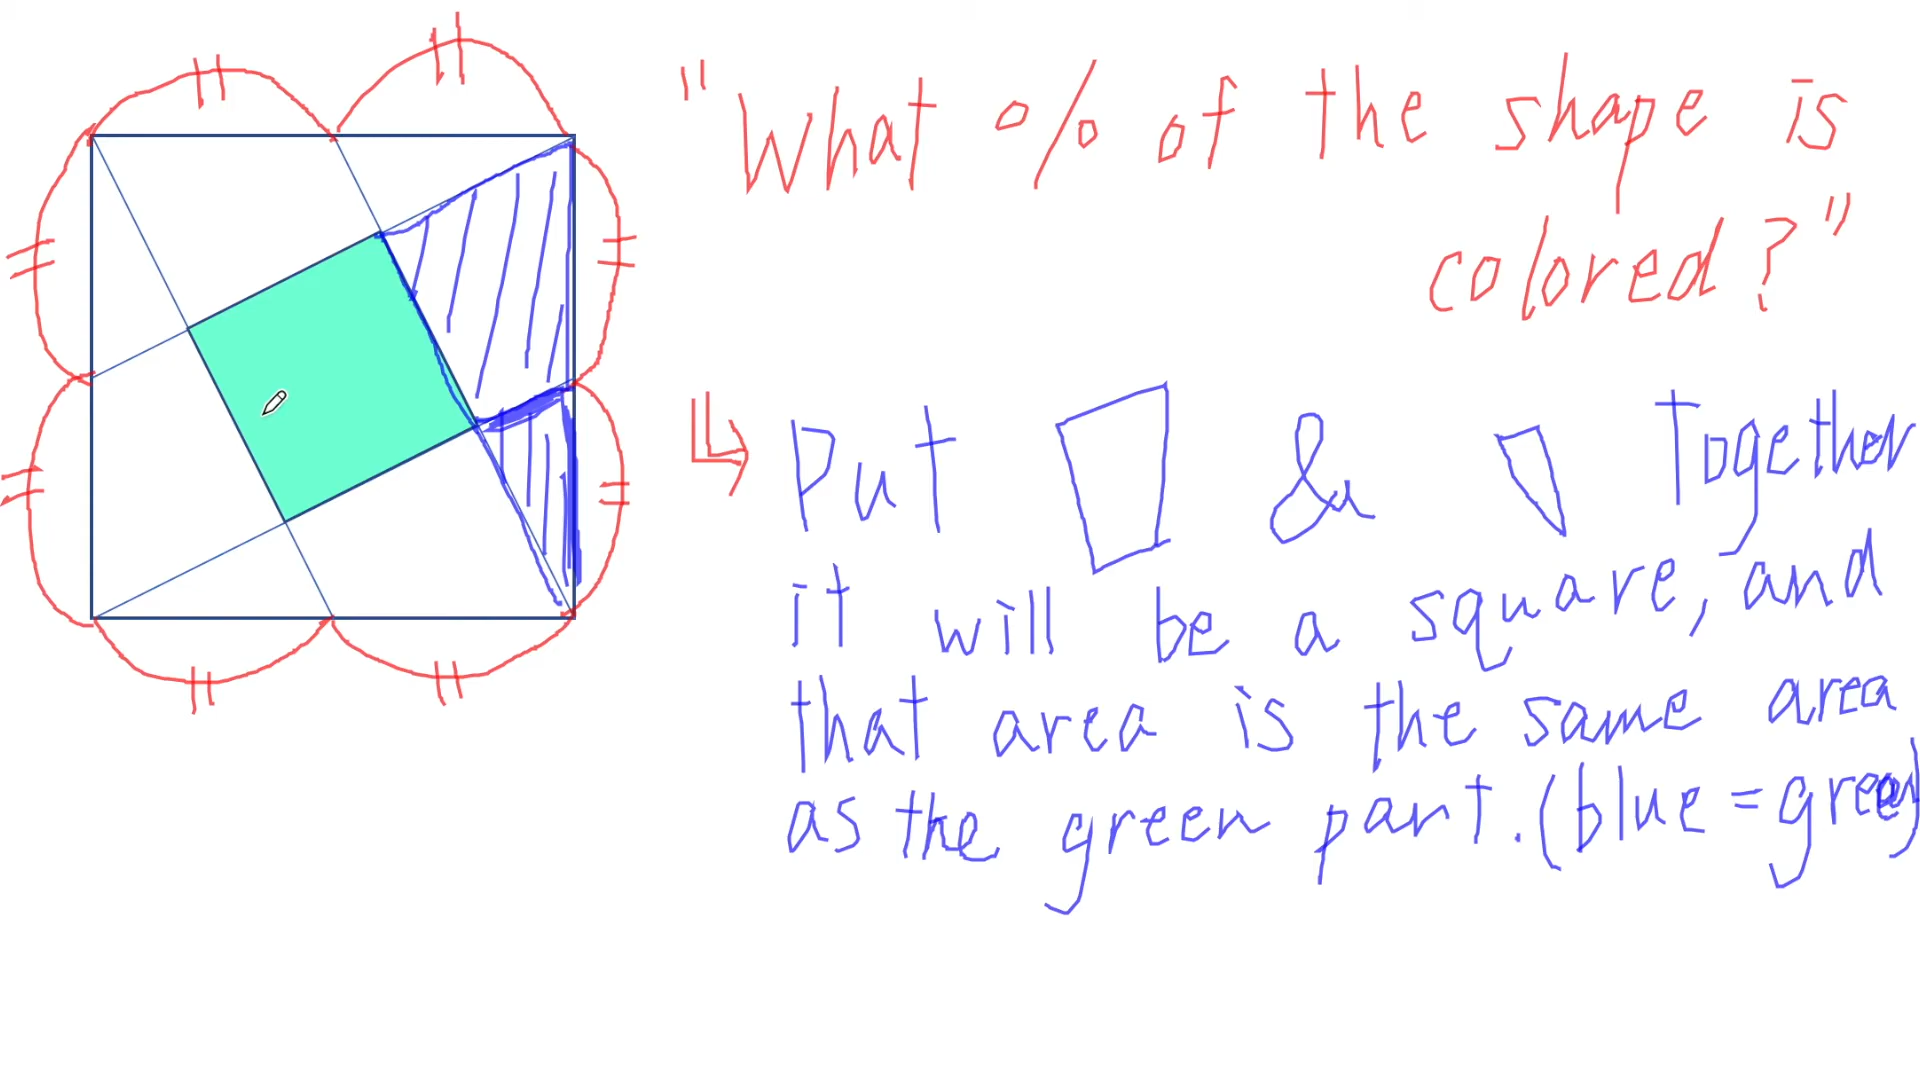 "What % of the shape is
colored?"
Put & Together
it will be a square, and
that area is the same area
as the green part. (blue = green)